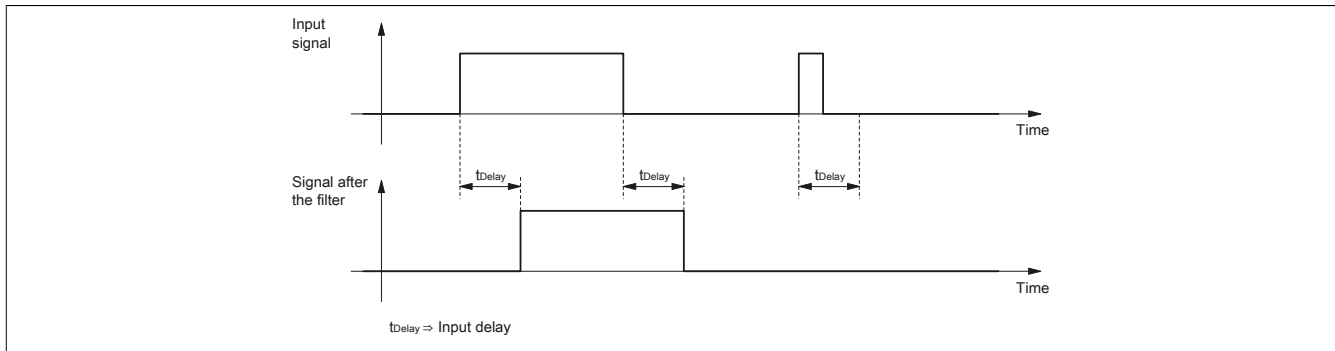 Input
signal
Time
Signal after
the filter
tDelay
tDelay
tDelay
Time
tDelay ⇒ Input delay